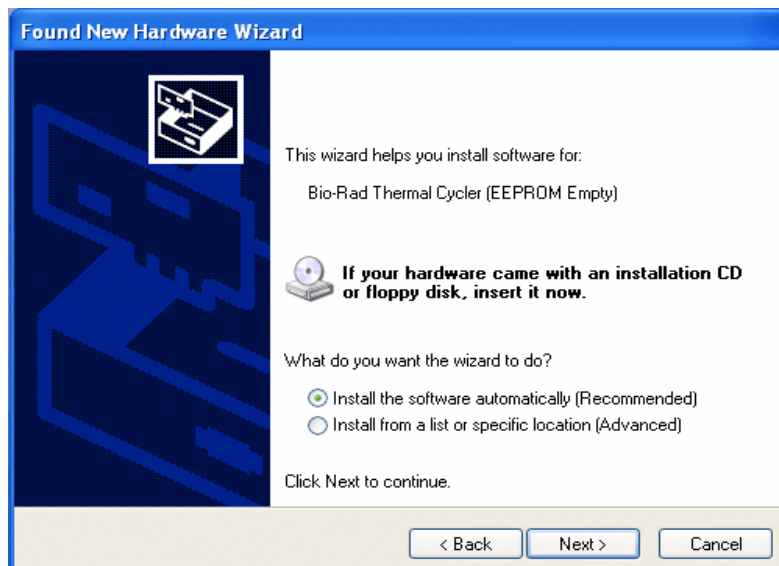 Found New Hardware Wizard
This wizard helps you install software for:
Bio-Rad Thermal Cycler (EEPROM Empty)
If your hardware came with an installation CD
or floppy disk, insert it now.
What do you want the wizard to do?
Install the software automatically (Recommended)
Install from a list or specific location (Advanced)
Click Next to continue.
< Back Next > Cancel